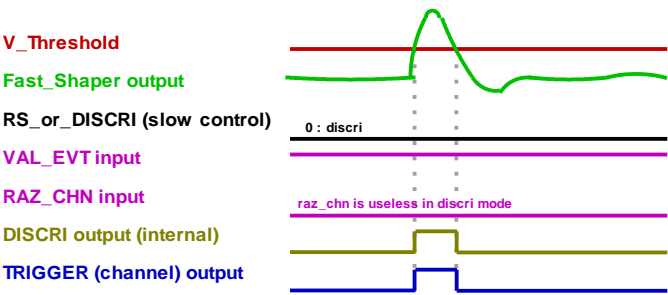 V_Threshold
Fast_Shaper output
RS_or_DISCRI (slow control)
0 : discri
VAL_EVT input
RAZ_CHN input
raz_chn is useless in discri mode
DISCRI output (internal)
TRIGGER (channel) output